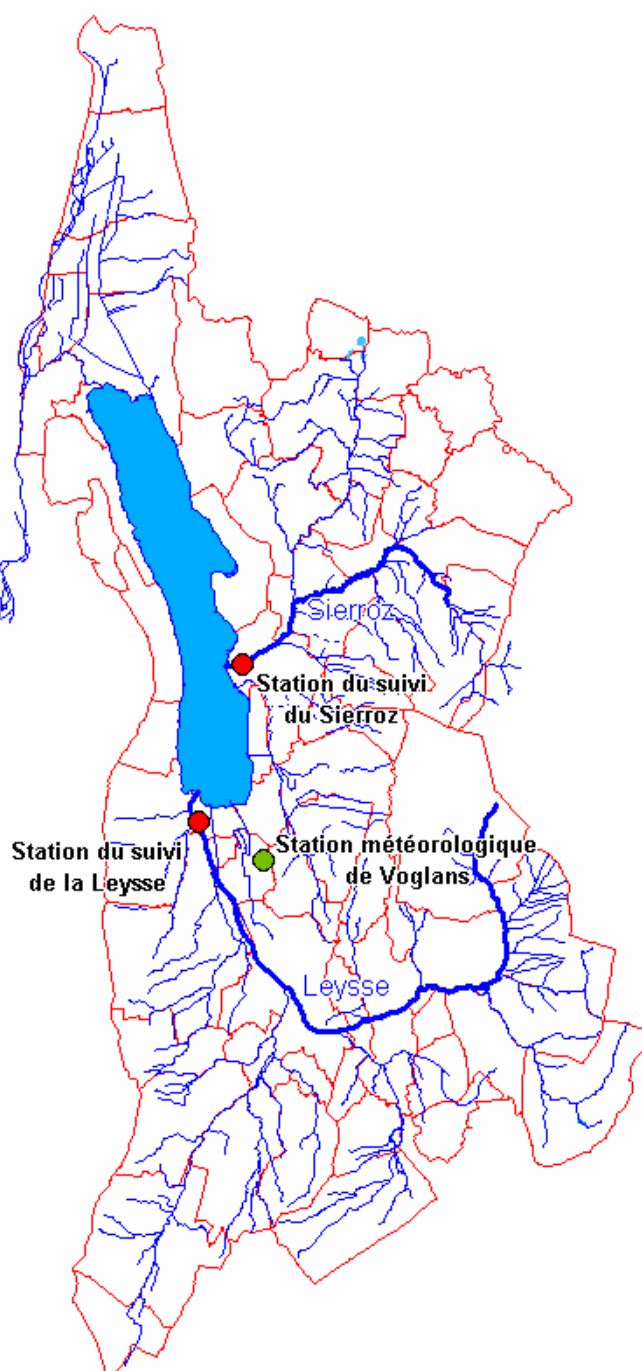 Sierroz
Station du suivi
du Sierroz
Station du suivi
de la Leysse
Station météorologique
de Voglans
Leysse